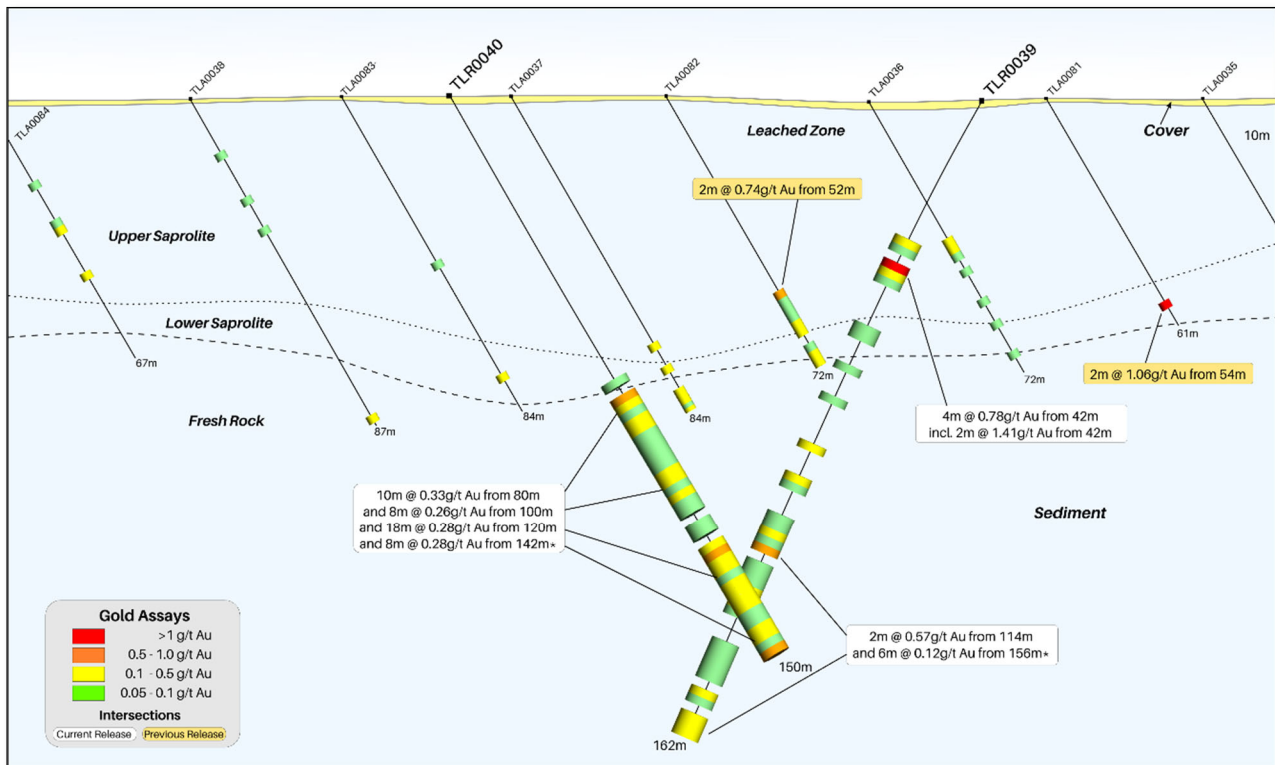 TLA0084
TLA0038
TLA0083
TLR0040
TLA0037
TLA0082
TLA0036
TLR0039
TLA0081
TLA0035
Leached Zone
Cover
10m
2m @ 0.74g/t Au from 52m
Upper Saprolite
Lower Saprolite
67m
61m
72m
72m
2m @ 1.06g/t Au from 54m
Fresh Rock
87m
84m
84m
4m @ 0.78g/t Au from 42m
incl. 2m @ 1.41g/t Au from 42m
10m @ 0.33g/t Au from 80m
and 8m @ 0.26g/t Au from 100m
and 18m @ 0.28g/t Au from 120m
and 8m @ 0.28g/t Au from 142m*
Sediment
Gold Assays
>1 g/t Au
0.5 - 1.0 g/t Au
0.1 - 0.5 g/t Au
0.05 - 0.1 g/t Au
Intersections
Current Release
Previous Release
2m @ 0.57g/t Au from 114m
and 6m @ 0.12g/t Au from 156m*
150m
162m